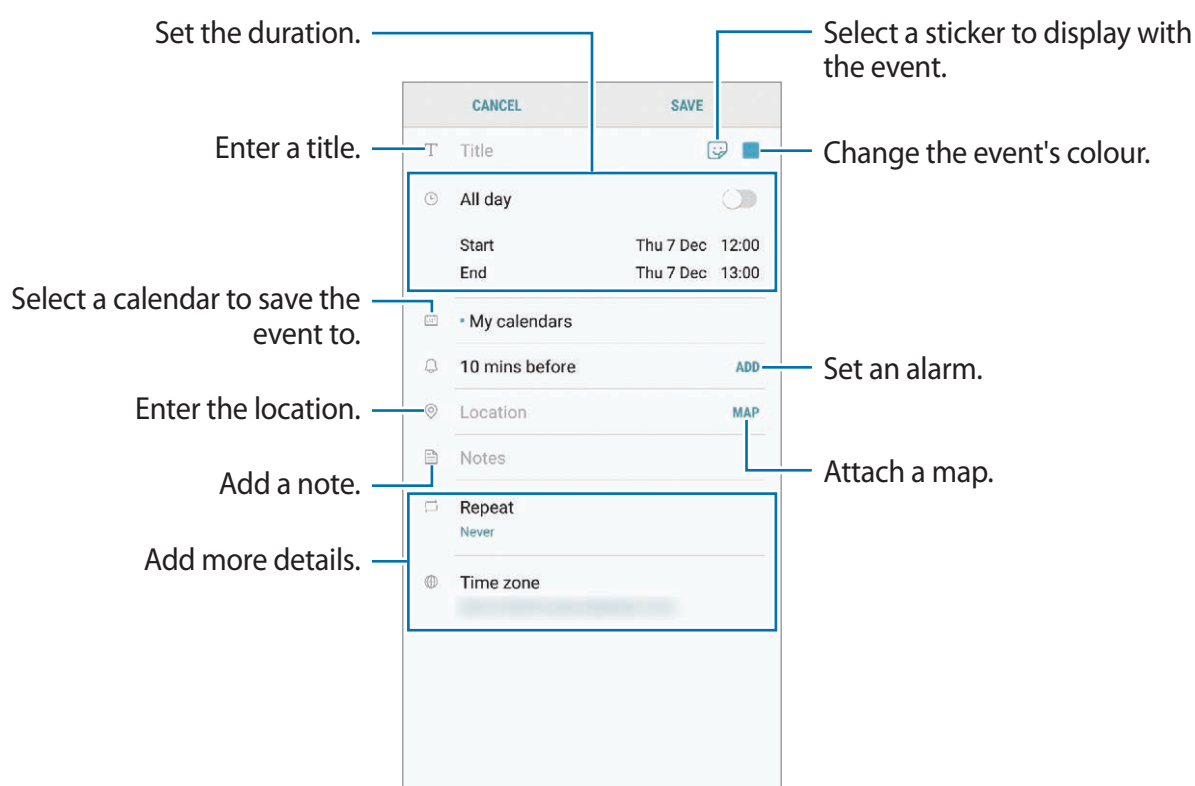 Set the duration.
Select a sticker to display with
the event.
CANCEL SAVE
Enter a title.
T Title
Change the event's colour.
All day
Start Thu 7 Dec 12:00
End Thu 7 Dec 13:00
Select a calendar to save the
event to.
• My calendars
10 mins before ADD
Set an alarm.
Enter the location.
Location MAP
Notes
Add a note.
Attach a map.
Repeat
Never
Add more details.
Time zone